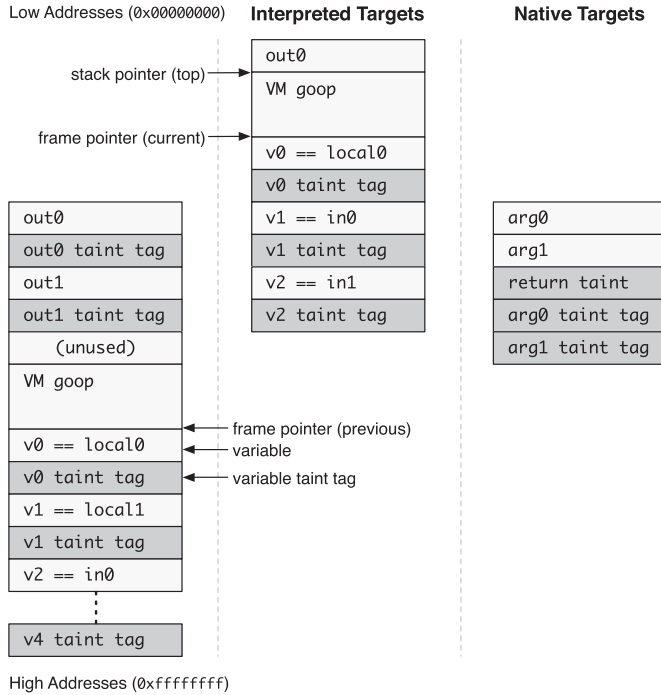 Low Addresses (0x00000000)
Interpreted Targets
Native Targets
out0
stack pointer (top)
VM goop
frame pointer (current)
v0 == local0
v0 taint tag
v1 == in0
v1 taint tag
v2 == in1
v2 taint tag
out0
out0 taint tag
out1
out1 taint tag
(unused)
VM goop
frame pointer (previous)
v0 == local0
variable
v0 taint tag
variable taint tag
v1 == local1
v1 taint tag
v2 == in0
v4 taint tag
arg0
arg1
return taint
arg0 taint tag
arg1 taint tag
High Addresses (0xffffffff)